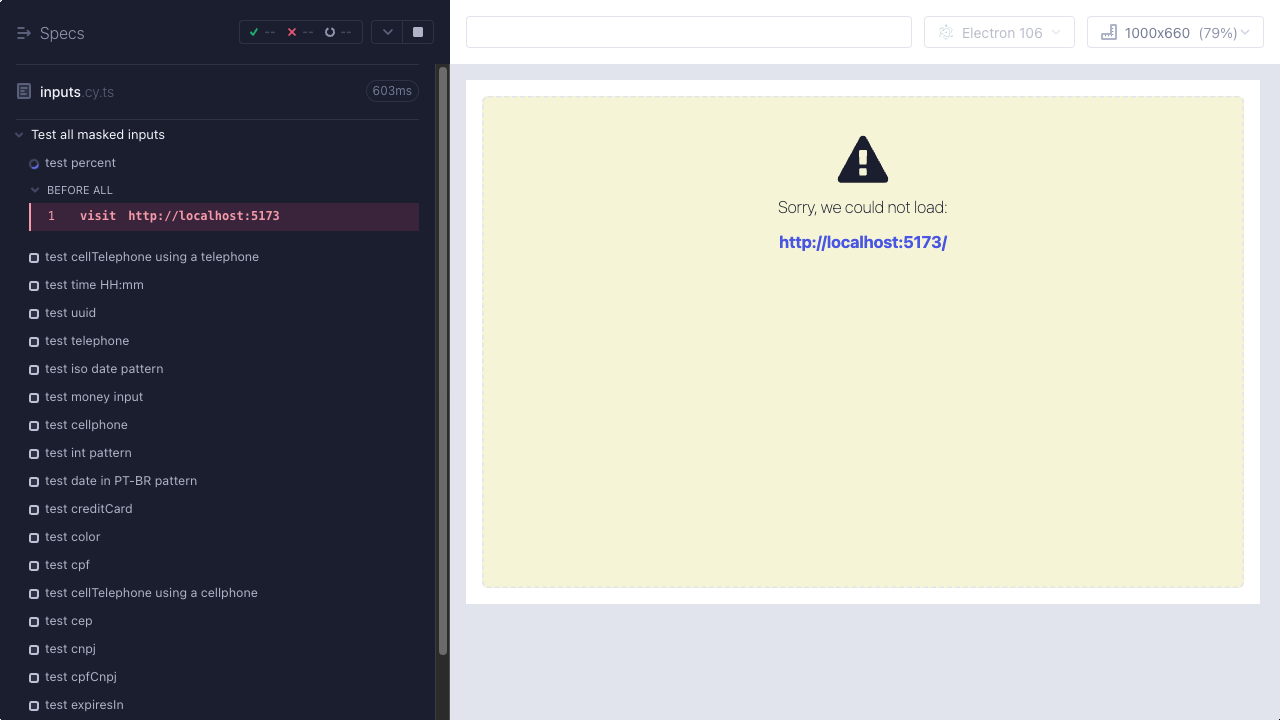 Specs
-- -- --
Electron 106
1000x660 (79%)
inputs.cy.ts
603ms
Test all masked inputs
test percent
BEFORE ALL
1 visit http://localhost:5173
test cellTelephone using a telephone
test time HH:mm
test uuid
test telephone
test iso date pattern
test money input
test cellphone
test int pattern
test date in PT-BR pattern
test creditCard
test color
test cpf
test cellTelephone using a cellphone
test cep
test cnpj
test cpfCnpj
test expiresIn
Sorry, we could not load:
http://localhost:5173/